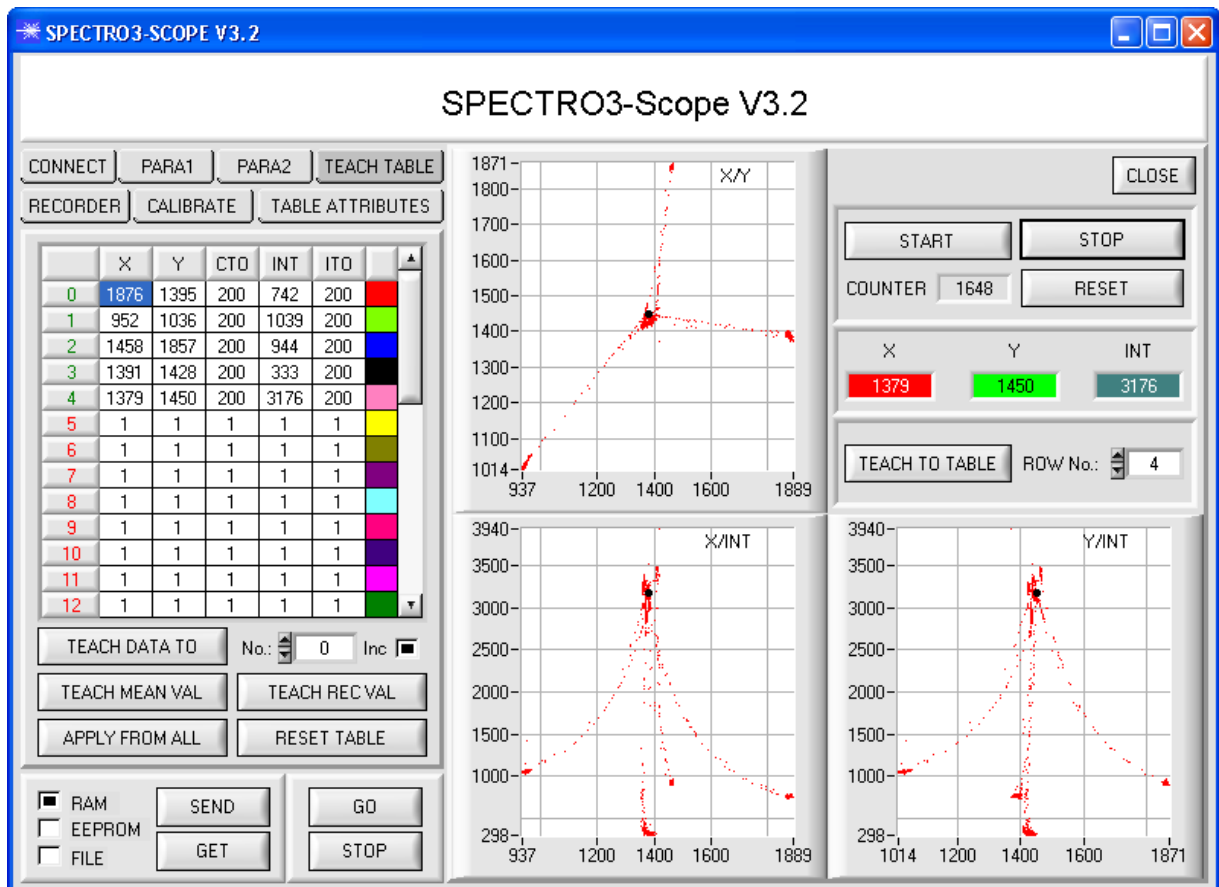 SPECTRO3-SCOPE V3.2
SPECTRO3-Scope V3.2
CONNECT PARA1 PARA2 TEACH TABLE
RECORDER CALIBRATE TABLE ATTRIBUTES
X Y CTO INT ITO
0 1876 1395 200 742 200
1 952 1036 200 1039 200
2 1458 1857 200 944 200
3 1391 1428 200 333 200
4 1379 1450 200 3176 200
5 1 1 1 1 1
6 1 1 1 1 1
7 1 1 1 1 1
8 1 1 1 1 1
9 1 1 1 1 1
10 1 1 1 1 1
11 1 1 1 1 1
12 1 1 1 1 1
TEACH DATA TO No.: 0 Inc
TEACH MEAN VAL TEACH REC VAL
APPLY FROM ALL RESET TABLE
RAM
EEPROM
FILE
SEND
GET
GO
STOP
X/Y
1871
1800
1700
1600
1500
1400
1300
1200
1100
1014
937 1200 1400 1600 1889
CLOSE
START STOP
COUNTER 1648 RESET
X Y INT
1379 1450 3176
TEACH TO TABLE ROW No.: 4
X/INT
3940
3500
3000
2500
2000
1500
1000
298
937 1200 1400 1600 1889
Y/INT
3940
3500
3000
2500
2000
1500
1000
298
1014 1200 1400 1600 1871